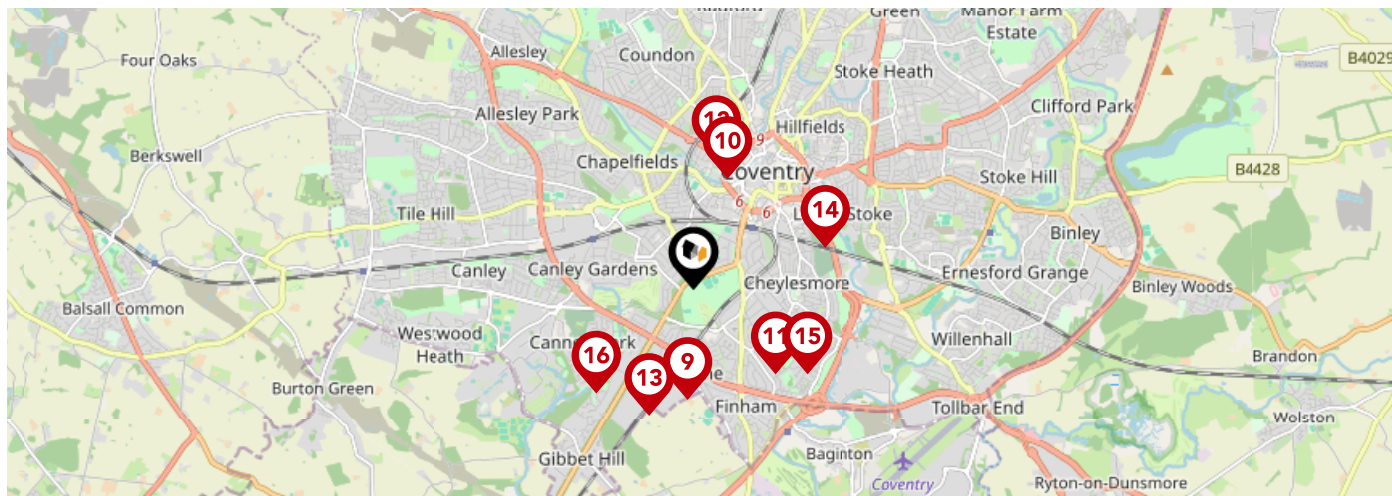 Green
Manor Farm
Estate
Allesley
Coundon
Four Oaks
B4029
Stoke Heath
Allesley Park
Clifford Park
12
9
Hillfields
10
Berkswell
Chapelfields
Coventry
B4428
Stoke Hill
6
6
14
Stoke
Tile Hill
Binley
Canley
Canley Gardens
Cheylesmore
Ernesford Grange
Binley Woods
Balsall Common
Westwood
Heath
16
13
9
11
15
Willenhall
Brandon
Burton Green
Finham
Tollbar End
Wolston
Gibbet Hill
Baginton
Coventry
Ryton-on-Dunsmore